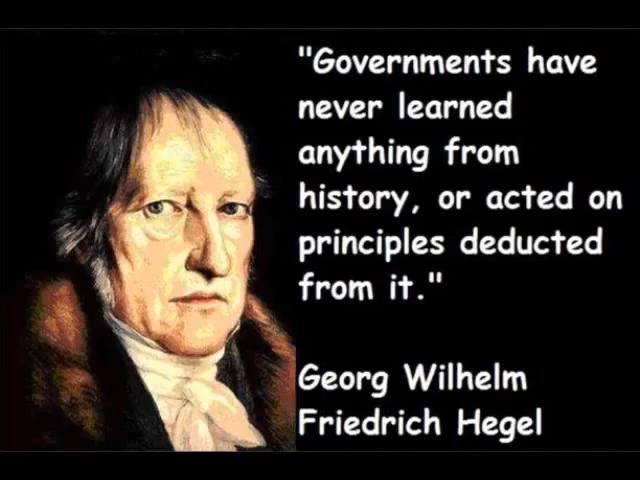 "Governments have
never learned
anything from
history, or acted on
principles deducted
from it."
Georg Wilhelm
Friedrich Hegel